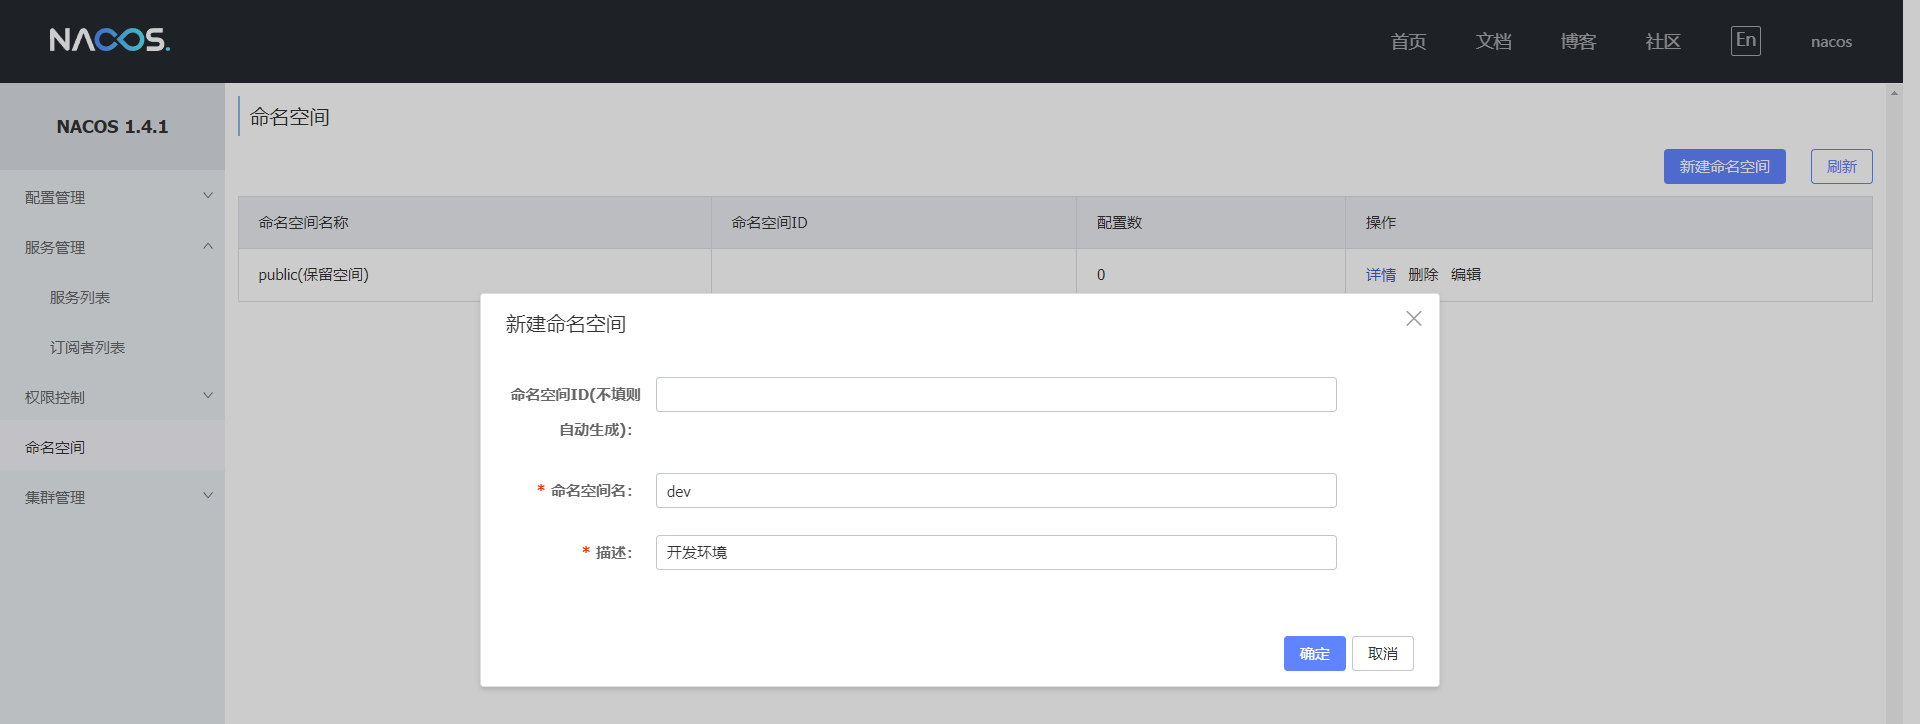 NACOS.
首页 文档 博客 社区 En nacos
NACOS 1.4.1
配置管理
服务管理
服务列表
订阅者列表
权限控制
命名空间
集群管理
命名空间
新建命名空间 刷新
命名空间名称 命名空间ID 配置数 操作
public(保留空间) 0 详情 删除 编辑
新建命名空间
命名空间ID(不填则
自动生成):
* 命名空间名: dev
* 描述: 开发环境
确定 取消